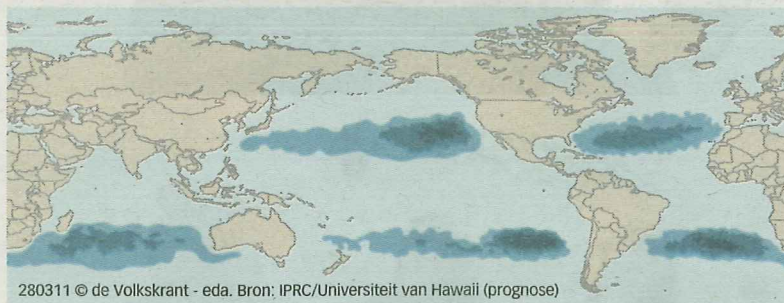 280311 © de Volkskrant - eda. Bron: IPRC/Universiteit van Hawaii (prognose)